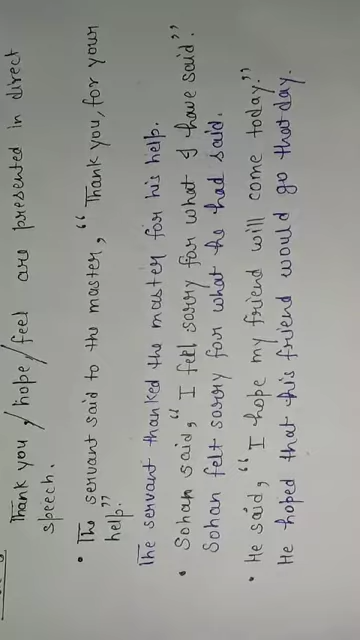 Thank you/hope/feel are presented in direct
speech.
• The servant said to the master, "Thank you, for your
help."
The servant thanked the master for his help.
• Sohan said, "I feel sorry for what I have said."
Sohan felt sorry for what he had said.
• He said, "I hope my friend will come today."
He hoped that his friend would go that day.